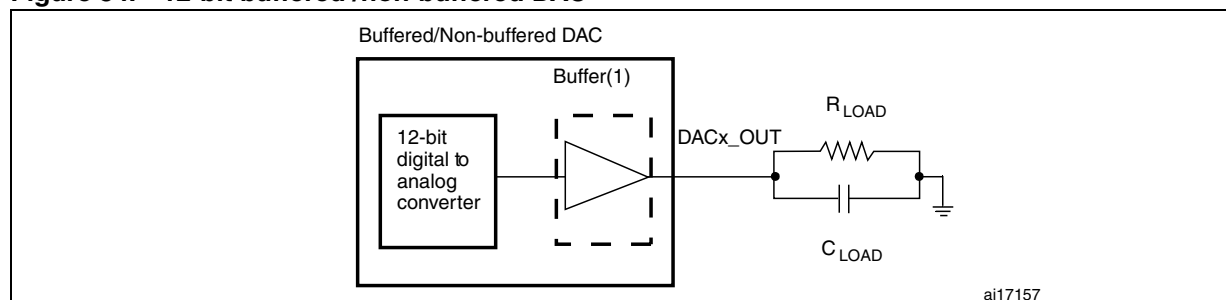 Buffered/Non-buffered DAC
Buffer(1)
12-bit
digital to
analog
converter
DACx_OUT
R LOAD
C LOAD
ai17157